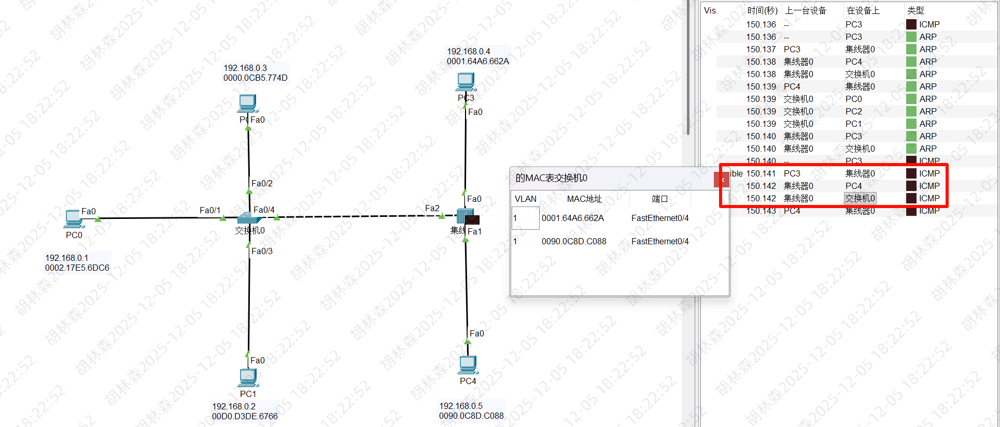 192.168.0.3
0000.0CB5.774D
Fa0
Fa0/2
PC0
Fa0
192.168.0.1
0002.17E5.6DC6
Fa0/1
Fa0/4
交换机0
Fa0/3
Fa0
PC1
192.168.0.2
00D0.D3DE.6766
192.168.0.4
0001.64A6.662A
PC3
Fa0
Fa0
Fa2
集线
Fa1
Fa0
PC4
192.168.0.5
0090.0C8D.C088
的MAC表交换机0
VLAN MAC地址 端口
1 0001.64A6.662A FastEthernet0/4
1 0090.0C8D.C088 FastEthernet0/4
Vis. 时间(秒) 上一台设备 在设备上 类型
150.136 -- PC3 ICMP
150.136 -- PC3 ARP
150.137 PC3 集线器0 ARP
150.138 集线器0 PC4 ARP
150.138 集线器0 交换机0 ARP
150.139 PC4 集线器0 ARP
150.139 交换机0 PC0 ARP
150.139 交换机0 PC2 ARP
150.139 交换机0 PC1 ARP
150.140 集线器0 PC3 ARP
150.140 集线器0 交换机0 ARP
150.140 -- PC3 ICMP
ible 150.141 PC3 集线器0 ICMP
150.142 集线器0 PC4 ICMP
150.142 集线器0 交换机0 ICMP
150.143 PC4 集线器0 ICMP
胡林森2025-12-05 18:22:52